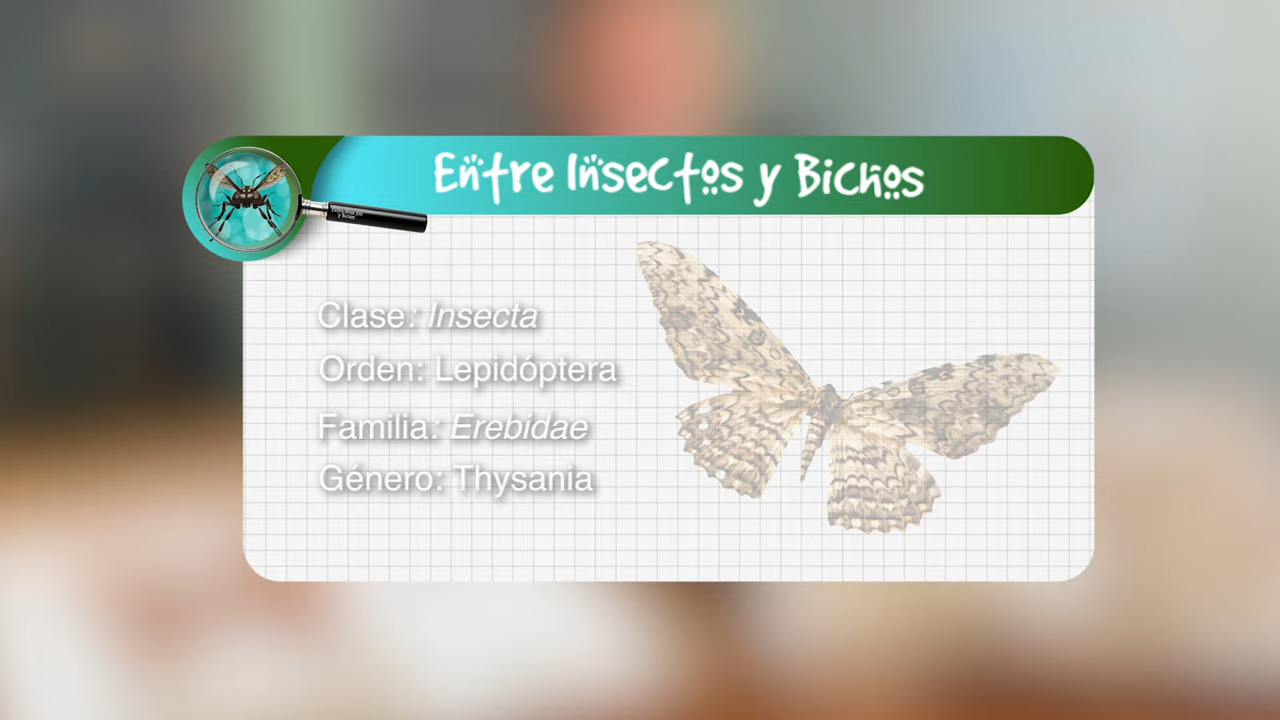 Entre Insectos y Bichos
Clase: Insecta
Orden: Lepidóptera
Familia: Erebidae
Género: Thysania